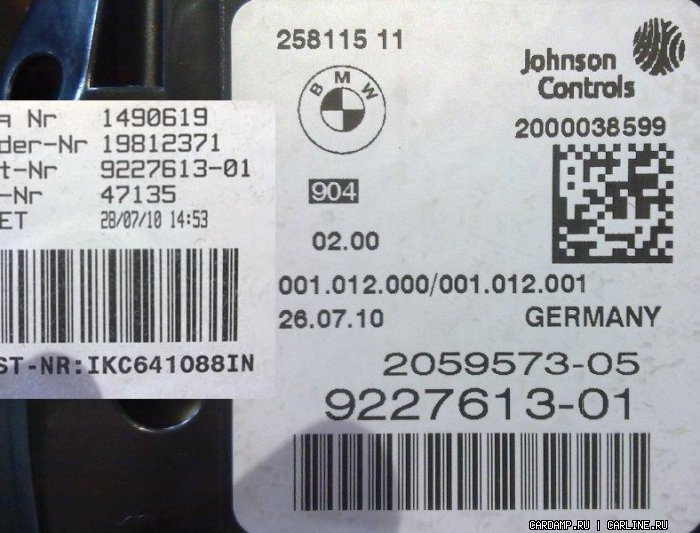 258115 11
BMW
Johnson
Controls
2000038599
904
02.00
001.012.000/001.012.001
26.07.10 GERMANY
2059573-05
9227613-01
a Nr 1490619
der-Nr 19812371
t-Nr 9227613-01
-Nr 47135
ET 28/07/10 14:53
ST-NR:IKC641088IN
CARDAMP.RU | CARLINE.RU